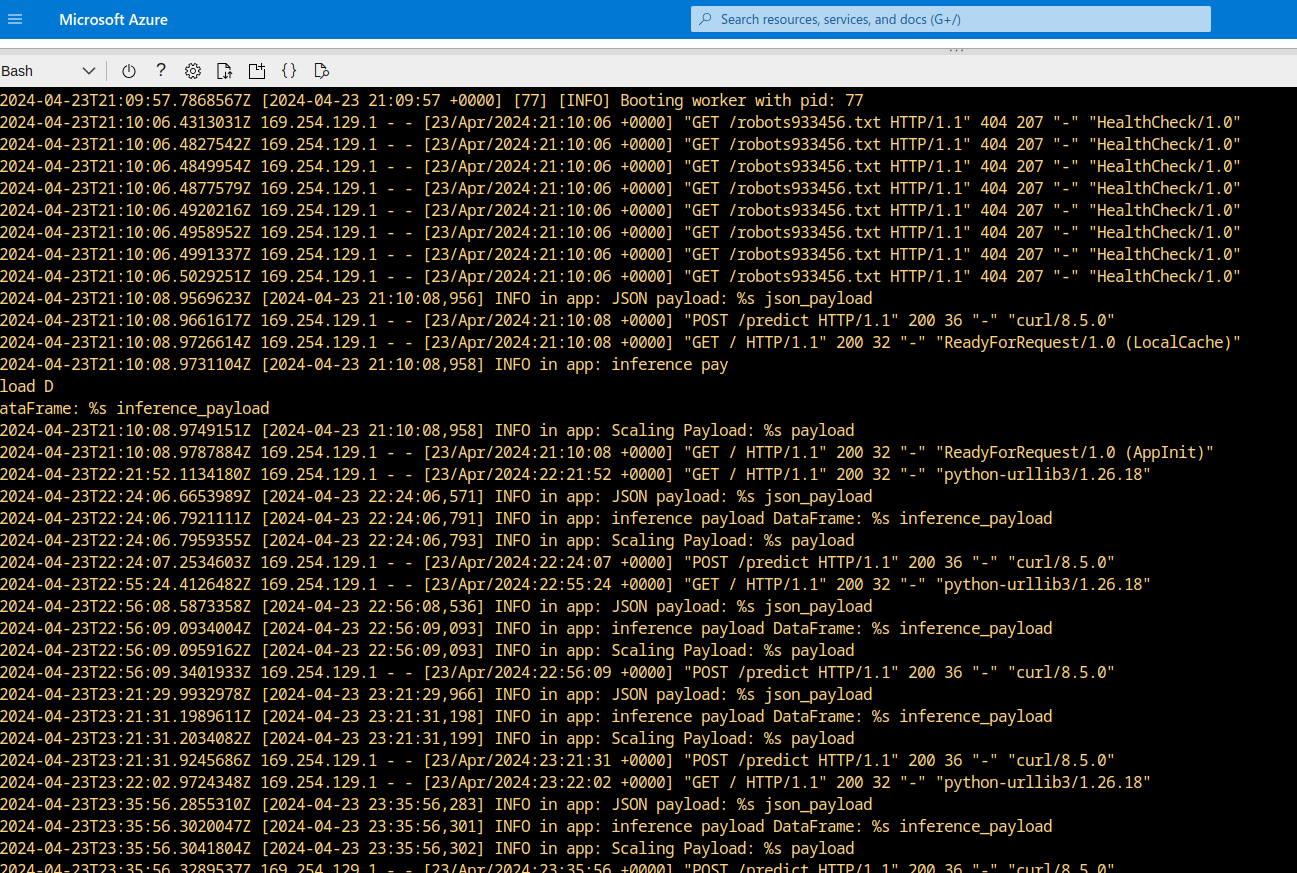 Microsoft Azure
Search resources, services, and docs (G+/)
...
Bash
? { }
2024-04-23T21:09:57.7868567Z [2024-04-23 21:09:57 +0000] [77] [INFO] Booting worker with pid: 77
2024-04-23T21:10:06.4313031Z 169.254.129.1 - - [23/Apr/2024:21:10:06 +0000] "GET /robots933456.txt HTTP/1.1" 404 207 "-" "HealthCheck/1.0"
2024-04-23T21:10:06.4827542Z 169.254.129.1 - - [23/Apr/2024:21:10:06 +0000] "GET /robots933456.txt HTTP/1.1" 404 207 "-" "HealthCheck/1.0"
2024-04-23T21:10:06.4849954Z 169.254.129.1 - - [23/Apr/2024:21:10:06 +0000] "GET /robots933456.txt HTTP/1.1" 404 207 "-" "HealthCheck/1.0"
2024-04-23T21:10:06.4877579Z 169.254.129.1 - - [23/Apr/2024:21:10:06 +0000] "GET /robots933456.txt HTTP/1.1" 404 207 "-" "HealthCheck/1.0"
2024-04-23T21:10:06.4920216Z 169.254.129.1 - - [23/Apr/2024:21:10:06 +0000] "GET /robots933456.txt HTTP/1.1" 404 207 "-" "HealthCheck/1.0"
2024-04-23T21:10:06.4958952Z 169.254.129.1 - - [23/Apr/2024:21:10:06 +0000] "GET /robots933456.txt HTTP/1.1" 404 207 "-" "HealthCheck/1.0"
2024-04-23T21:10:06.4991337Z 169.254.129.1 - - [23/Apr/2024:21:10:06 +0000] "GET /robots933456.txt HTTP/1.1" 404 207 "-" "HealthCheck/1.0"
2024-04-23T21:10:06.5029251Z 169.254.129.1 - - [23/Apr/2024:21:10:06 +0000] "GET /robots933456.txt HTTP/1.1" 404 207 "-" "HealthCheck/1.0"
2024-04-23T21:10:08.9569623Z [2024-04-23 21:10:08,956] INFO in app: JSON payload: %s json_payload
2024-04-23T21:10:08.9661617Z 169.254.129.1 - - [23/Apr/2024:21:10:08 +0000] "POST /predict HTTP/1.1" 200 36 "-" "curl/8.5.0"
2024-04-23T21:10:08.9726614Z 169.254.129.1 - - [23/Apr/2024:21:10:08 +0000] "GET / HTTP/1.1" 200 32 "-" "ReadyForRequest/1.0 (LocalCache)"
2024-04-23T21:10:08.9731104Z [2024-04-23 21:10:08,958] INFO in app: inference pay
load D
ataFrame: %s inference_payload
2024-04-23T21:10:08.9749151Z [2024-04-23 21:10:08,958] INFO in app: Scaling Payload: %s payload
2024-04-23T21:10:08.9787884Z 169.254.129.1 - - [23/Apr/2024:21:10:08 +0000] "GET / HTTP/1.1" 200 32 "-" "ReadyForRequest/1.0 (AppInit)"
2024-04-23T22:21:52.1134180Z 169.254.129.1 - - [23/Apr/2024:22:21:52 +0000] "GET / HTTP/1.1" 200 32 "-" "python-urllib3/1.26.18"
2024-04-23T22:24:06.6653989Z [2024-04-23 22:24:06,571] INFO in app: JSON payload: %s json_payload
2024-04-23T22:24:06.7921111Z [2024-04-23 22:24:06,791] INFO in app: inference payload DataFrame: %s inference_payload
2024-04-23T22:24:06.7959355Z [2024-04-23 22:24:06,793] INFO in app: Scaling Payload: %s payload
2024-04-23T22:24:07.2534603Z 169.254.129.1 - - [23/Apr/2024:22:24:07 +0000] "POST /predict HTTP/1.1" 200 36 "-" "curl/8.5.0"
2024-04-23T22:55:24.4126482Z 169.254.129.1 - - [23/Apr/2024:22:55:24 +0000] "GET / HTTP/1.1" 200 32 "-" "python-urllib3/1.26.18"
2024-04-23T22:56:08.5873358Z [2024-04-23 22:56:08,536] INFO in app: JSON payload: %s json_payload
2024-04-23T22:56:09.0934004Z [2024-04-23 22:56:09,093] INFO in app: inference payload DataFrame: %s inference_payload
2024-04-23T22:56:09.0959162Z [2024-04-23 22:56:09,093] INFO in app: Scaling Payload: %s payload
2024-04-23T22:56:09.3401933Z 169.254.129.1 - - [23/Apr/2024:22:56:09 +0000] "POST /predict HTTP/1.1" 200 36 "-" "curl/8.5.0"
2024-04-23T23:21:29.9932978Z [2024-04-23 23:21:29,966] INFO in app: JSON payload: %s json_payload
2024-04-23T23:21:31.1989611Z [2024-04-23 23:21:31,198] INFO in app: inference payload DataFrame: %s inference_payload
2024-04-23T23:21:31.2034082Z [2024-04-23 23:21:31,199] INFO in app: Scaling Payload: %s payload
2024-04-23T23:21:31.9245686Z 169.254.129.1 - - [23/Apr/2024:23:21:31 +0000] "POST /predict HTTP/1.1" 200 36 "-" "curl/8.5.0"
2024-04-23T23:22:02.9724348Z 169.254.129.1 - - [23/Apr/2024:23:22:02 +0000] "GET / HTTP/1.1" 200 32 "-" "python-urllib3/1.26.18"
2024-04-23T23:35:56.2855310Z [2024-04-23 23:35:56,283] INFO in app: JSON payload: %s json_payload
2024-04-23T23:35:56.3020047Z [2024-04-23 23:35:56,301] INFO in app: inference payload DataFrame: %s inference_payload
2024-04-23T23:35:56.3041804Z [2024-04-23 23:35:56,302] INFO in app: Scaling Payload: %s payload
2024-04-23T23:35:56.3289537Z 169.254.129.1 - - [23/Apr/2024:23:35:56 +0000] "POST /predict HTTP/1.1" 200 36 "-" "curl/8.5.0"